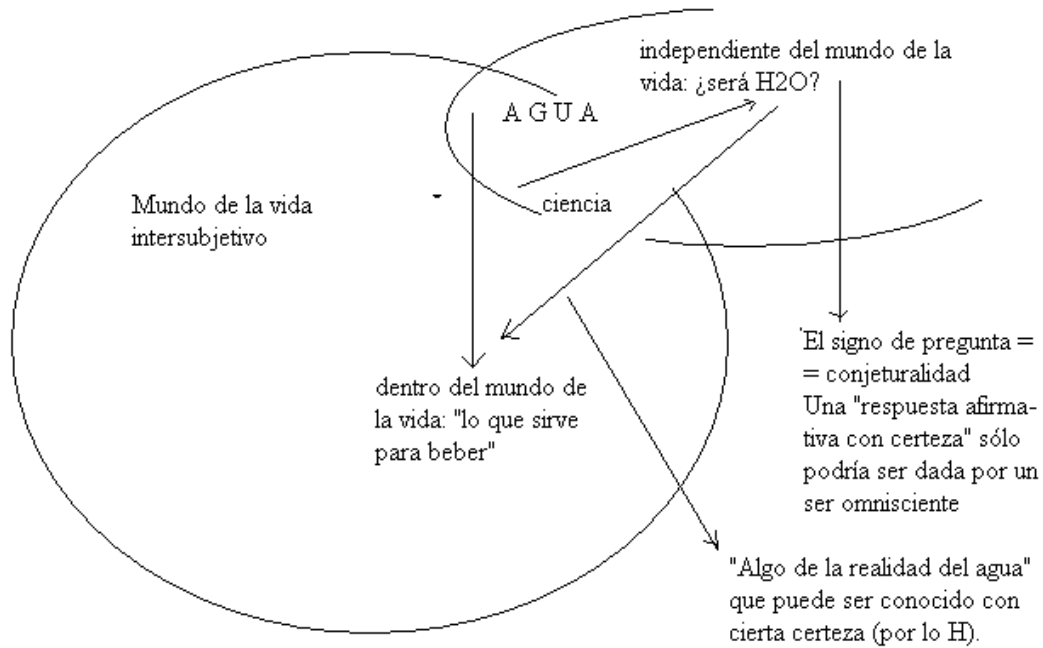 independiente del mundo de la
vida: ¿será H2O?
A G U A
ciencia
Mundo de la vida
intersubjetivo
dentro del mundo de
la vida: "lo que sirve
para beber"
El signo de pregunta =
= conjeturalidad
Una "respuesta afirma-
tiva con certeza" sólo
podría ser dada por un
ser omnisciente
"Algo de la realidad del agua"
que puede ser conocido con
cierta certeza (por lo H).